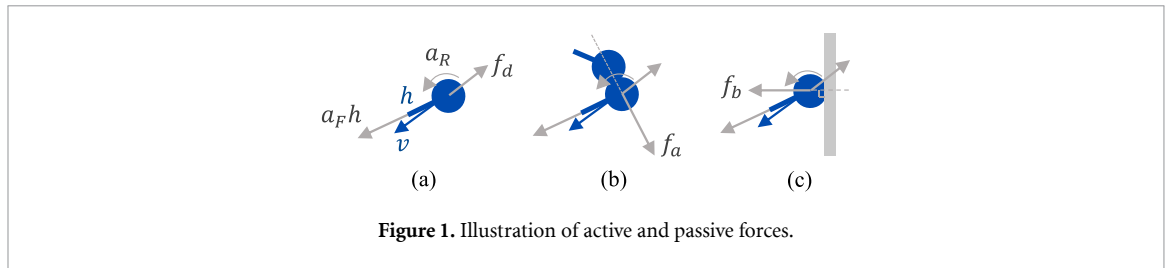 a_R
f_d
h
a_F h
v
(a)
f_a
(b)
f_b
(c)
Figure 1. Illustration of active and passive forces.